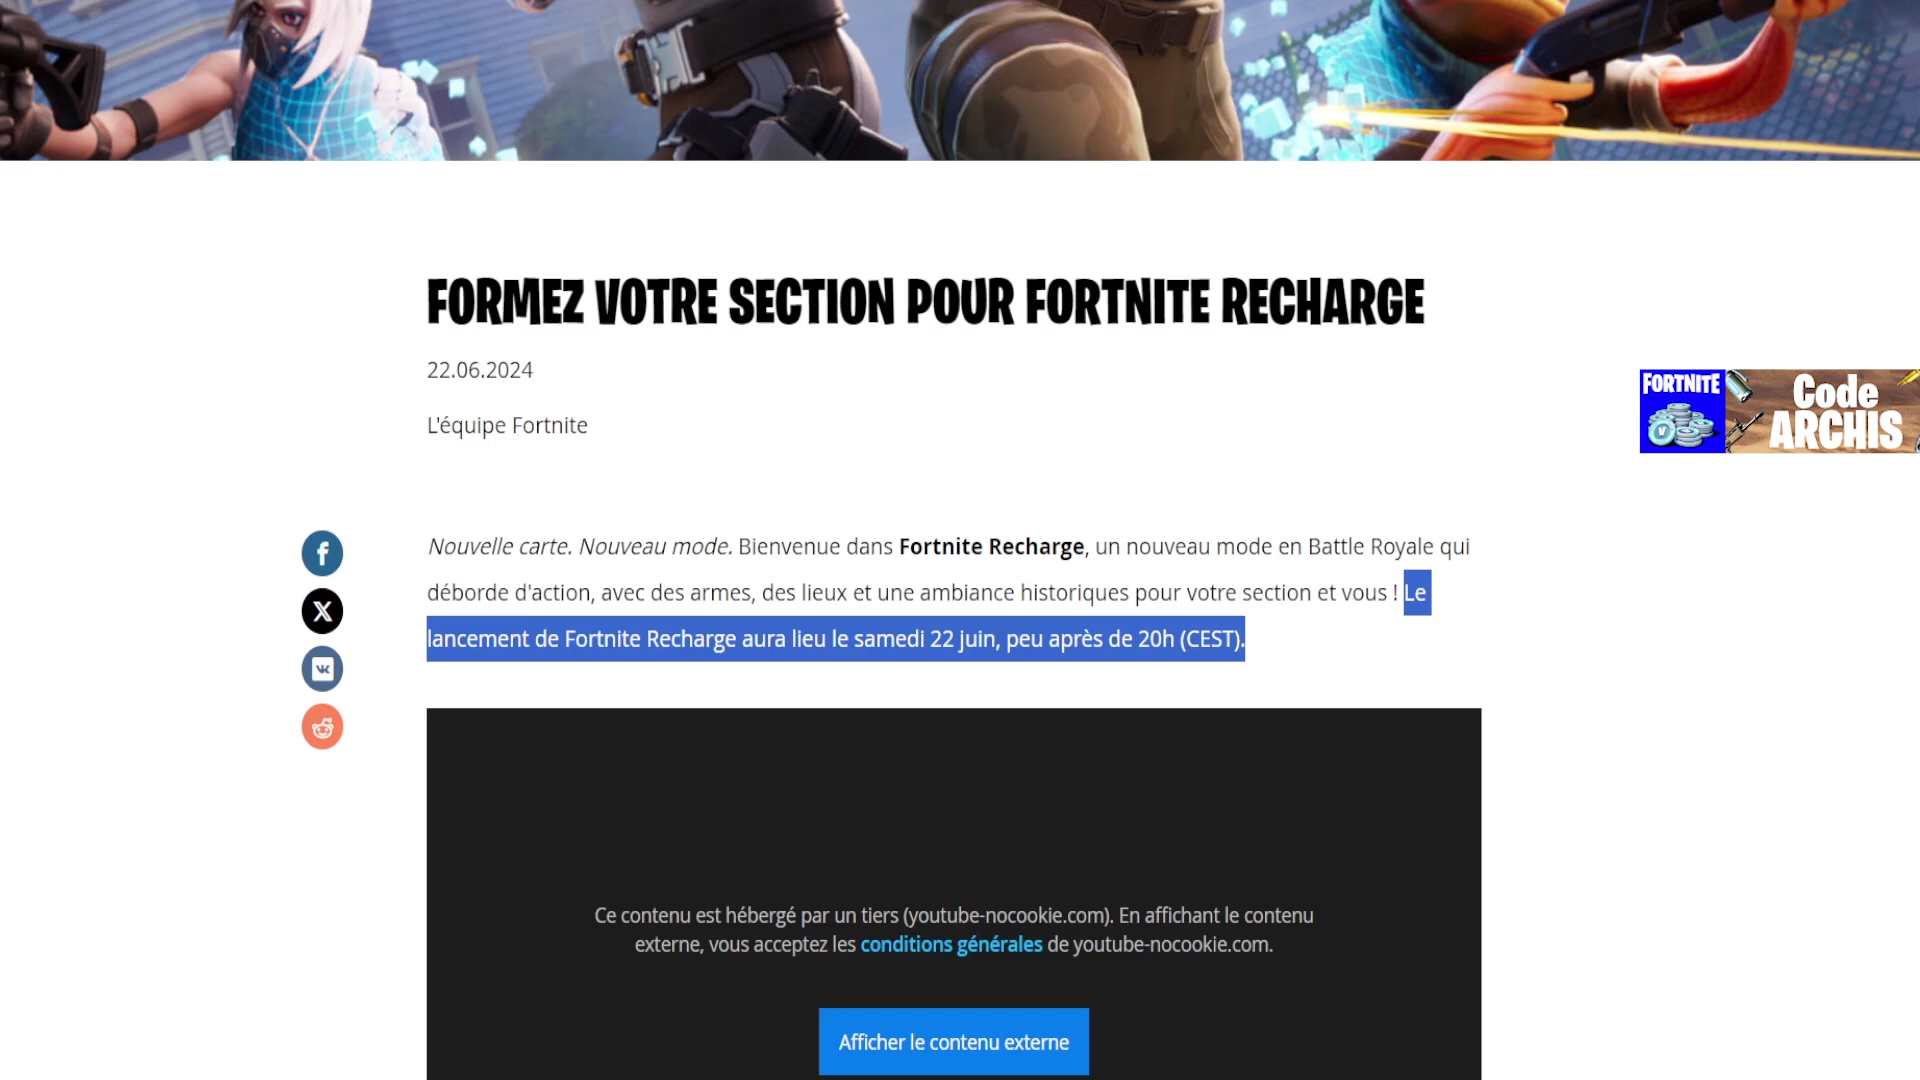 FORMEZ VOTRE SECTION POUR FORTNITE RECHARGE
22.06.2024
L'équipe Fortnite
FORTNITE
Code
ARCHIS
Nouvelle carte. Nouveau mode. Bienvenue dans Fortnite Recharge, un nouveau mode en Battle Royale qui
déborde d'action, avec des armes, des lieux et une ambiance historiques pour votre section et vous ! Le
lancement de Fortnite Recharge aura lieu le samedi 22 juin, peu après de 20h (CEST).
Ce contenu est hébergé par un tiers (youtube-nocookie.com). En affichant le contenu
externe, vous acceptez les conditions générales de youtube-nocookie.com.
Afficher le contenu externe